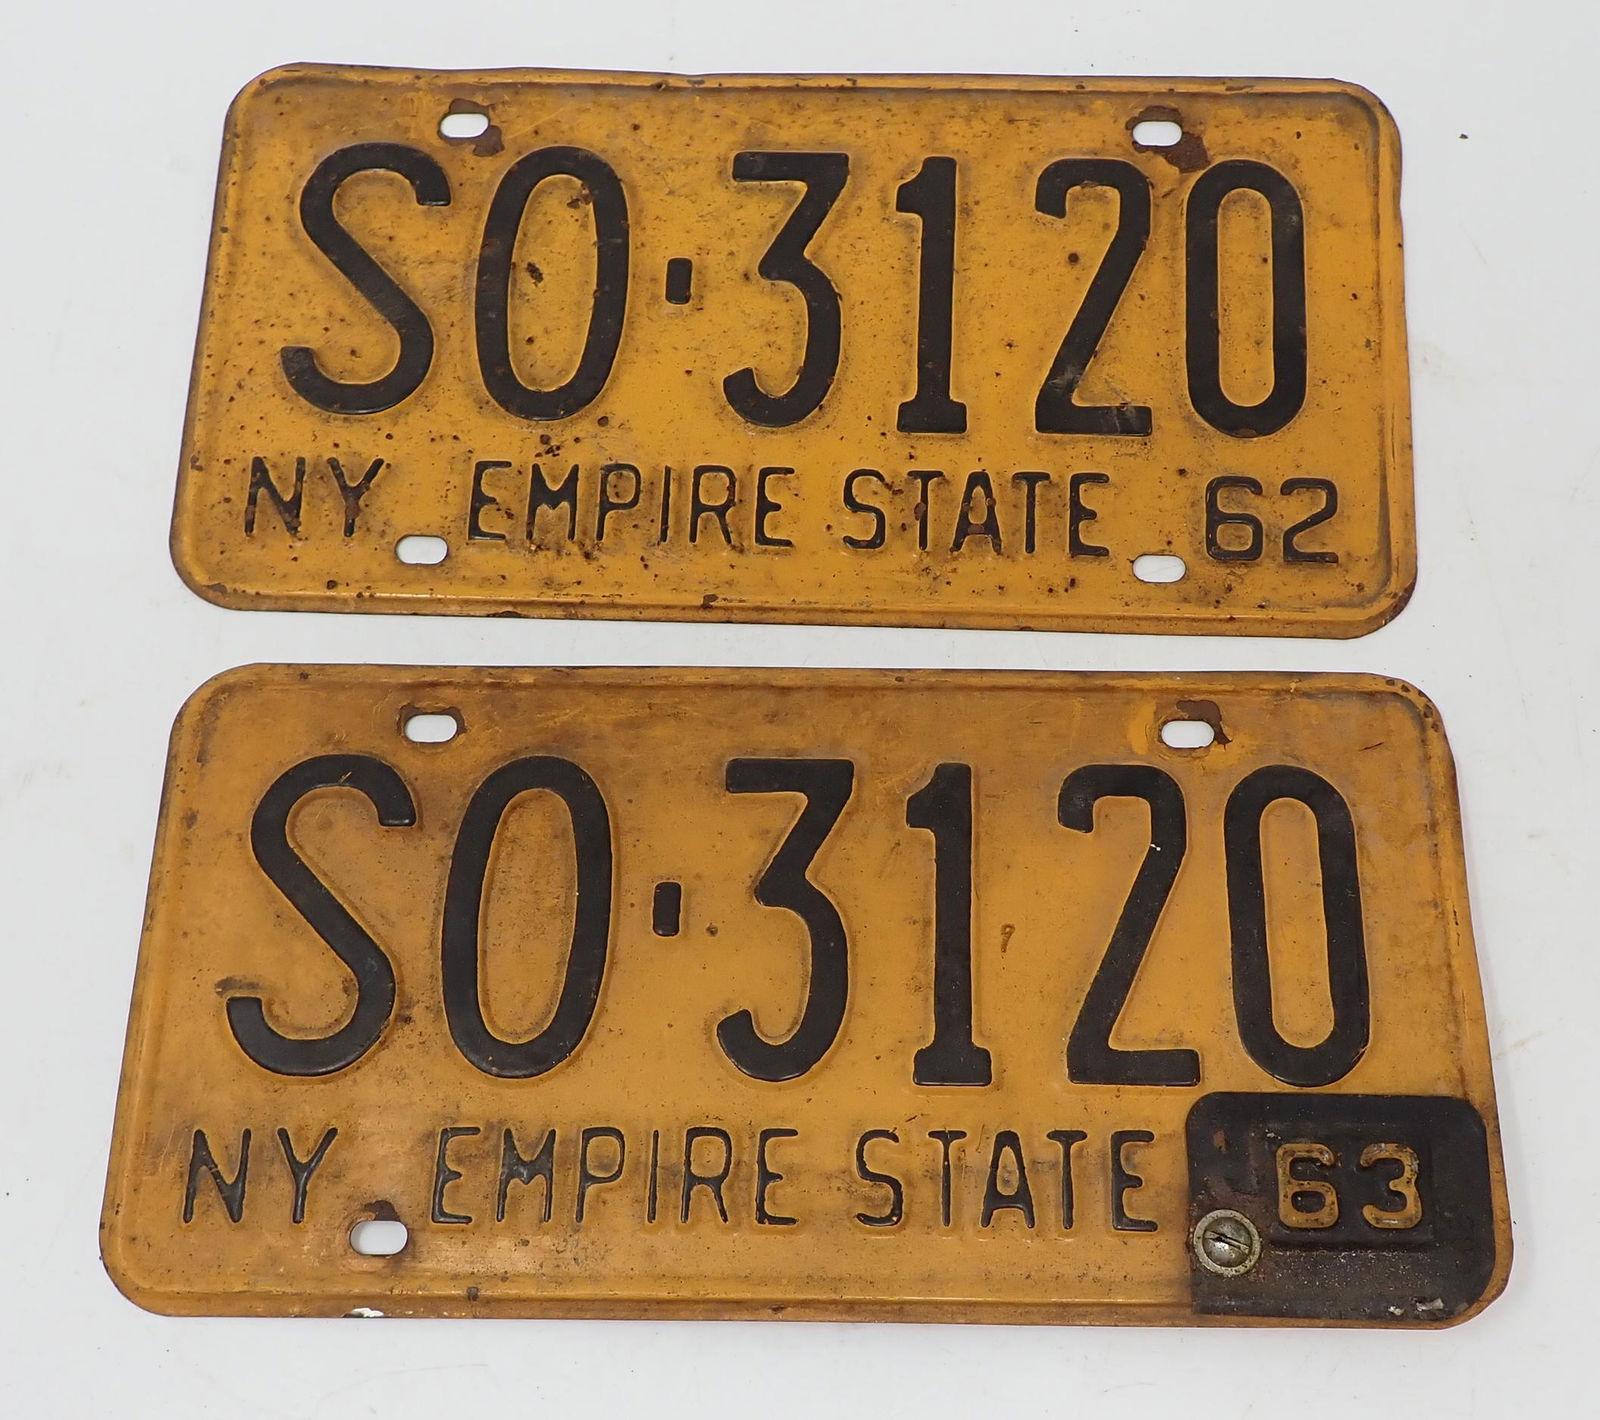 SO·3120
NY EMPIRE STATE 62
SO·3120
NY EMPIRE STATE 63